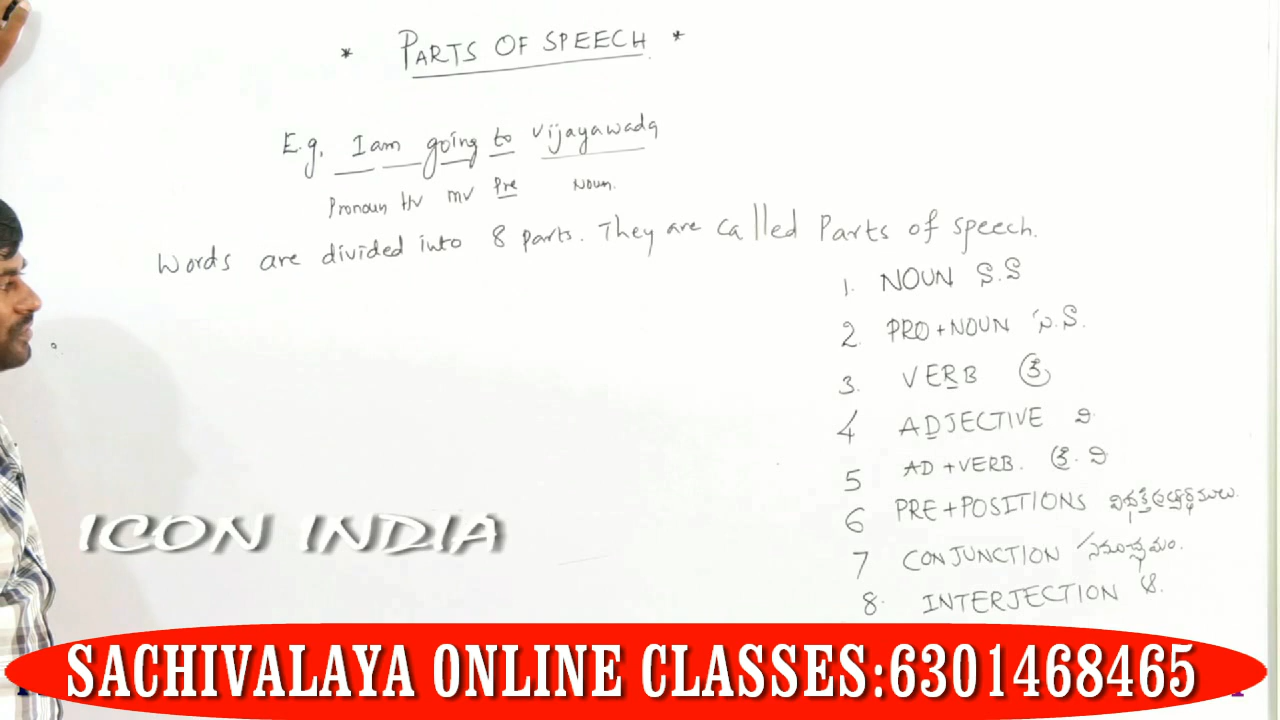 * PARTS OF SPEECH *
E.g. I am going to Vijayawada
Pronoun HV MV Pre Noun.
Words are divided into 8 parts. They are called Parts of speech.
1. NOUN
2. PRO+NOUN
3. VERB క్రి
4 ADJECTIVE వి
5 AD+VERB. క్రి. వి
6 PRE+POSITIONS
7 CONJUNCTION
8. INTERJECTION
ICON INDIA
SACHIVALAYA ONLINE CLASSES:6301468465